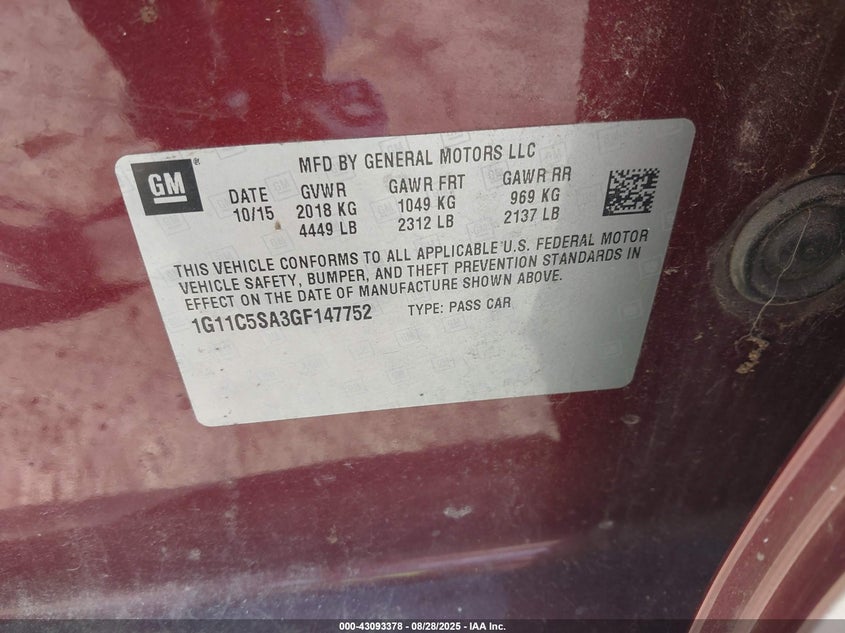 GM
MFD BY GENERAL MOTORS LLC
DATE GVWR GAWR FRT GAWR RR
10/15 2018 KG 1049 KG 969 KG
4449 LB 2312 LB 2137 LB
THIS VEHICLE CONFORMS TO ALL APPLICABLE U.S. FEDERAL MOTOR
VEHICLE SAFETY, BUMPER, AND THEFT PREVENTION STANDARDS IN
EFFECT ON THE DATE OF MANUFACTURE SHOWN ABOVE.
1G11C5SA3GF147752 TYPE: PASS CAR
000-43093378 - 08/28/2025 - IAA Inc.